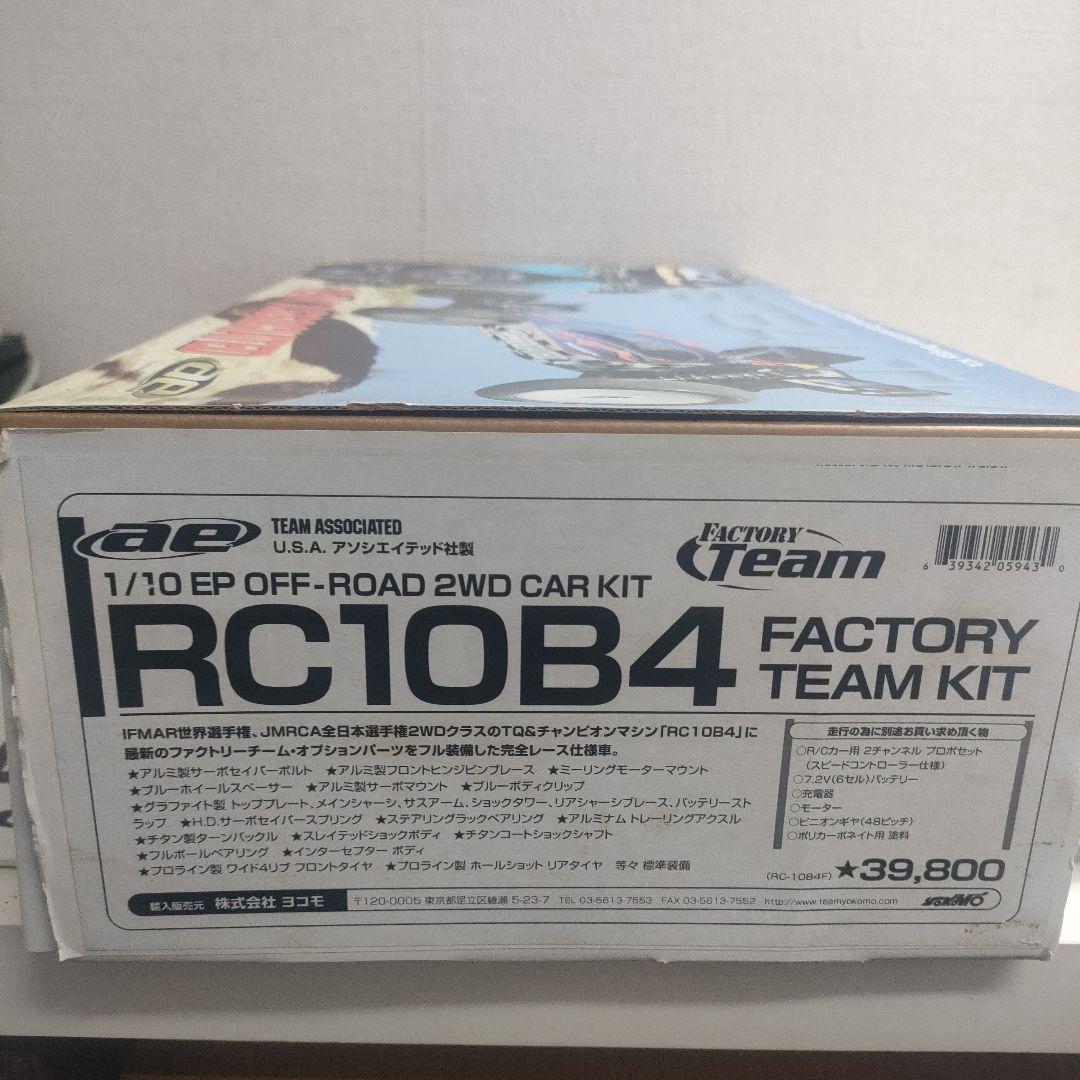 ae TEAM ASSOCIATED
U.S.A. アソシエイテッド社製
FACTORY
Team
6 39342 05943 0
1/10 EP OFF-ROAD 2WD CAR KIT
RC10B4 FACTORY
TEAM KIT
IFMAR世界選手権、JMRCA全日本選手権2WDクラスのTQ&チャンピオンマシン「RC10B4」に
最新のファクトリーチーム・オプションパーツをフル装備した完全レース仕様車。
★アルミ製サーボセイバーボルト ★アルミ製フロントヒンジピンブレース ★ミーリングモーターマウント
★ブルーホイールスペーサー ★アルミ製サーボマウント ★ブルーボディクリップ
★グラファイト製 トッププレート、メインシャーシ、サスアーム、ショックタワー、リアシャーシブレース、バッテリースト
ラップ ★H.D.サーボセイバースプリング ★ステアリングラックベアリング ★アルミナム トレーリングアクスル
★チタン製ターンバックル ★スレイテッドショックボディ ★チタンコートショックシャフト
★フルボールベアリング ★インターセプター ボディ
★プロライン製 ワイド4リブ フロントタイヤ ★プロライン製 ホールショット リアタイヤ 等々 標準装備
走行の為に別途お買い求め頂く物
○R/Cカー用 2チャンネル プロポセット
(スピードコントローラー仕様)
○7.2V(6セル)バッテリー
○充電器
○モーター
○ピニオンギヤ(48ピッチ)
○ポリカーボネイト用 塗料
(RC-10B4F) ★39,800
輸入販売元 株式会社 ヨコモ 〒120-0005 東京都足立区綾瀬 5-23-7 TEL 03-5613-7553 FAX 03-5613-7552 http://www.teamyokomo.com YOKOMO